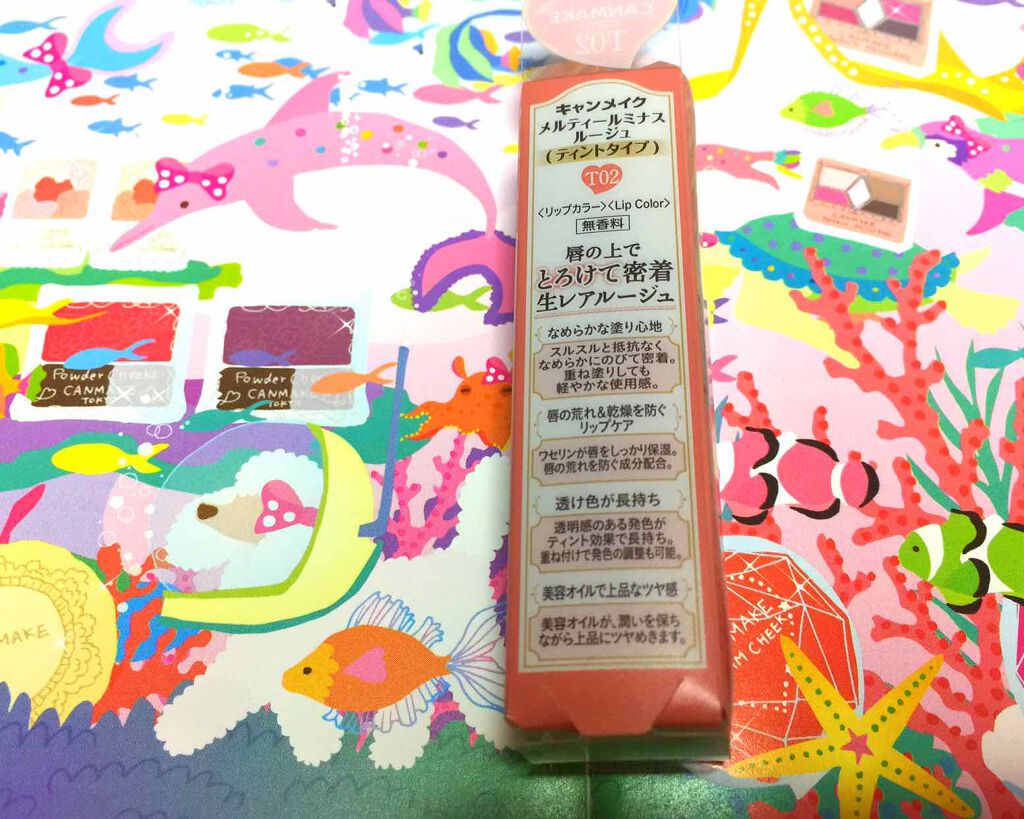 CANMAKE
T02
キャンメイク
メルティールミナス
ルージュ
(ティントタイプ)
T02
〈リップカラー〉〈Lip Color〉
無香料
唇の上で
とろけて密着
生レアルージュ
なめらかな塗り心地
スルスルと抵抗なく
なめらかにのびて密着。
重ね塗りしても
軽やかな使用感。
唇の荒れ&乾燥を防ぐ
リップケア
ワセリンが唇をしっかり保湿。
唇の荒れを防ぐ成分配合。
透け色が長持ち
透明感のある発色が
ティント効果で長持ち。
重ね付けで発色の調整も可能。
美容オイルで上品なツヤ感
美容オイルが、潤いを保ち
ながら上品にツヤめきます。
Powder Cheeks
CANMAKE
TOKYO
Powder
CANMAKE
TOKYO
CANMAKE
MAKE
MAKE
M CHEEK